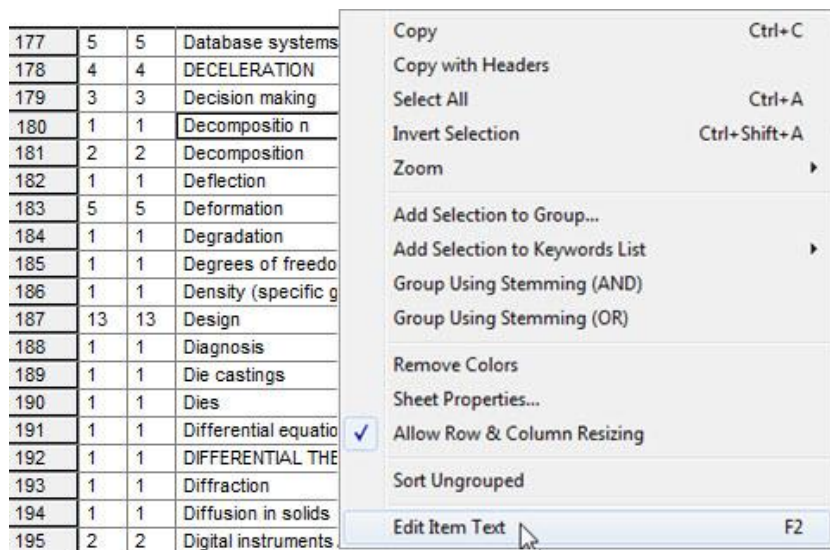 177 5 5 Database systems
178 4 4 DECELERATION
179 3 3 Decision making
180 1 1 Decompositio n
181 2 2 Decomposition
182 1 1 Deflection
183 5 5 Deformation
184 1 1 Degradation
185 1 1 Degrees of freedo
186 1 1 Density (specific g
187 13 13 Design
188 1 1 Diagnosis
189 1 1 Die castings
190 1 1 Dies
191 1 1 Differential equatio
192 1 1 DIFFERENTIAL THE
193 1 1 Diffraction
194 1 1 Diffusion in solids
195 2 2 Digital instruments
Copy Ctrl+C
Copy with Headers
Select All Ctrl+A
Invert Selection Ctrl+Shift+A
Zoom
Add Selection to Group...
Add Selection to Keywords List
Group Using Stemming (AND)
Group Using Stemming (OR)
Remove Colors
Sheet Properties...
Allow Row & Column Resizing
Sort Ungrouped
Edit Item Text F2